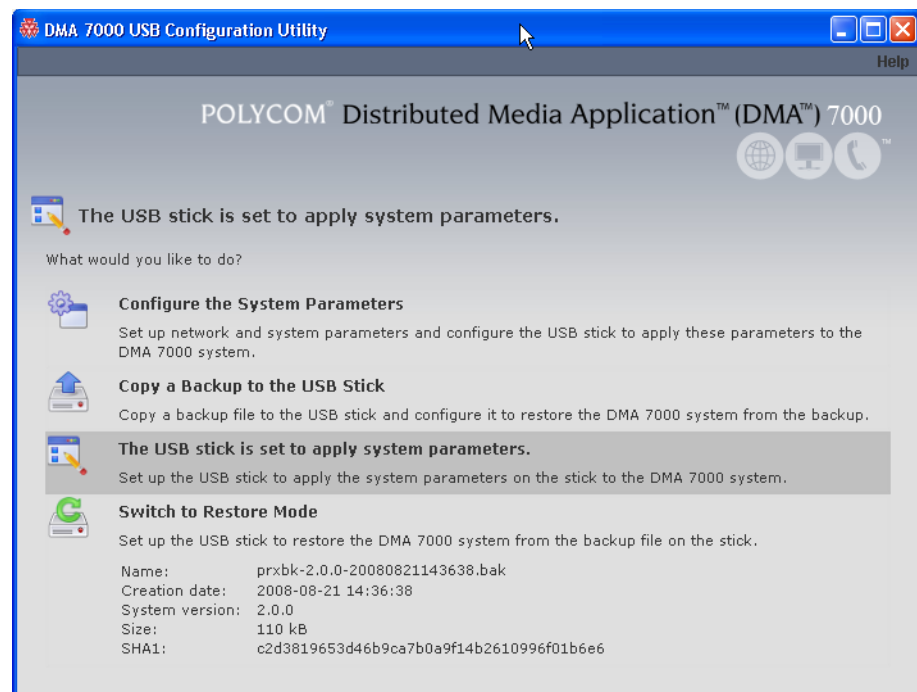 DMA 7000 USB Configuration Utility
Help
POLYCOM® Distributed Media Application™ (DMA™) 7000
™
The USB stick is set to apply system parameters.
What would you like to do?
Configure the System Parameters
Set up network and system parameters and configure the USB stick to apply these parameters to the
DMA 7000 system.
Copy a Backup to the USB Stick
Copy a backup file to the USB stick and configure it to restore the DMA 7000 system from the backup.
The USB stick is set to apply system parameters.
Set up the USB stick to apply the system parameters on the stick to the DMA 7000 system.
Switch to Restore Mode
Set up the USB stick to restore the DMA 7000 system from the backup file on the stick.
Name: prxbk-2.0.0-20080821143638.bak
Creation date: 2008-08-21 14:36:38
System version: 2.0.0
Size: 110 kB
SHA1: c2d3819653d46b9ca7b0a9f14b2610996f01b6e6